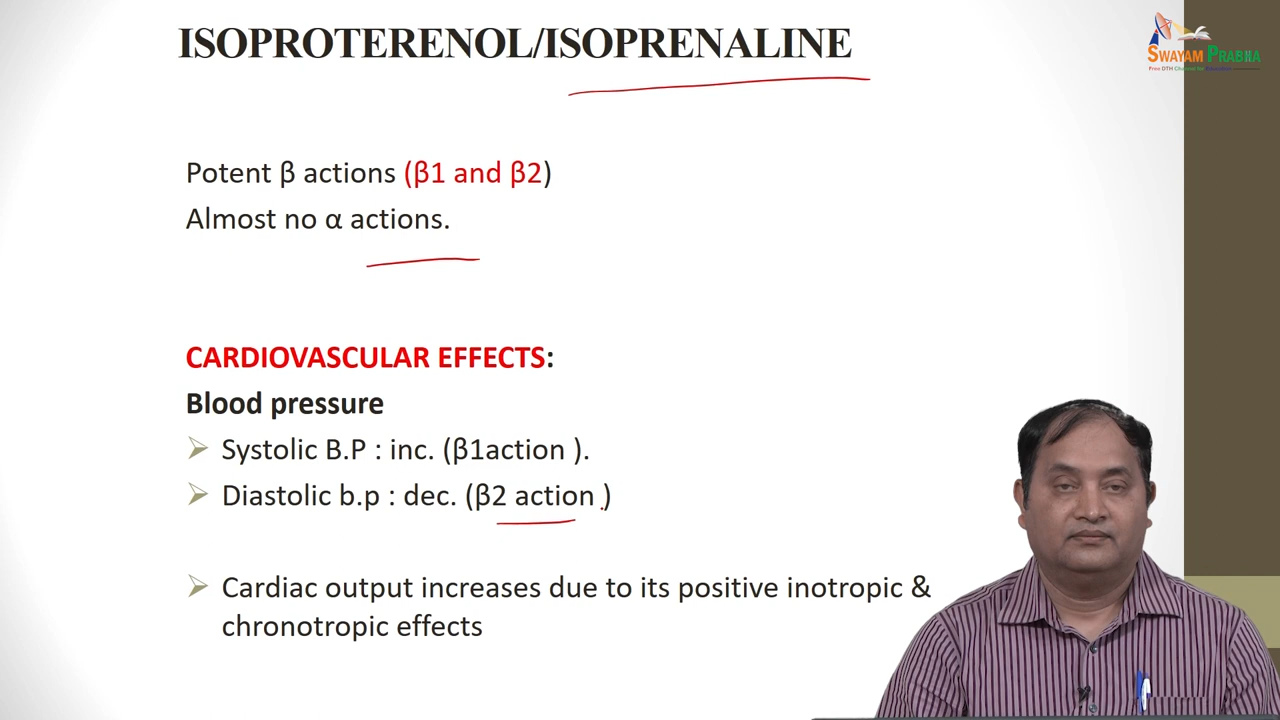 ISOPROTERENOL/ISOPRENALINE
SWAYAM PRABHA
Potent β actions (β1 and β2)
Almost no α actions.
CARDIOVASCULAR EFFECTS:
Blood pressure
Systolic B.P : inc. (β1action ).
Diastolic b.p : dec. (β2 action )
Cardiac output increases due to its positive inotropic &
chronotropic effects